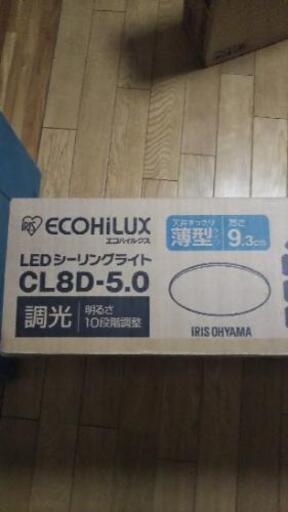 IRIS ECOHiLUX
エコハイルクス
LEDシーリングライト
CL8D-5.0
調光
明るさ
10段階調整
天井すっきり
薄型
高さ
9.3cm
IRIS OHYAMA